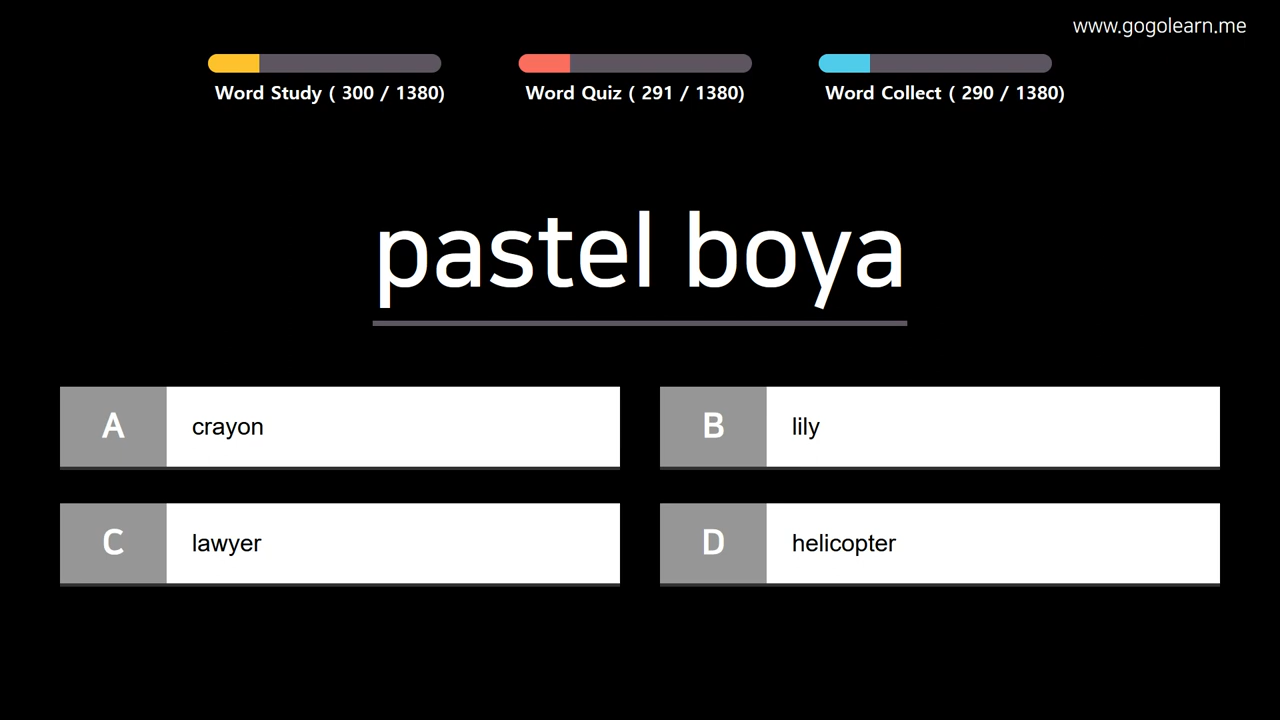 www.gogolearn.me
Word Study ( 300 / 1380)
Word Quiz ( 291 / 1380)
Word Collect ( 290 / 1380)
pastel boya
A
crayon
B
lily
C
lawyer
D
helicopter